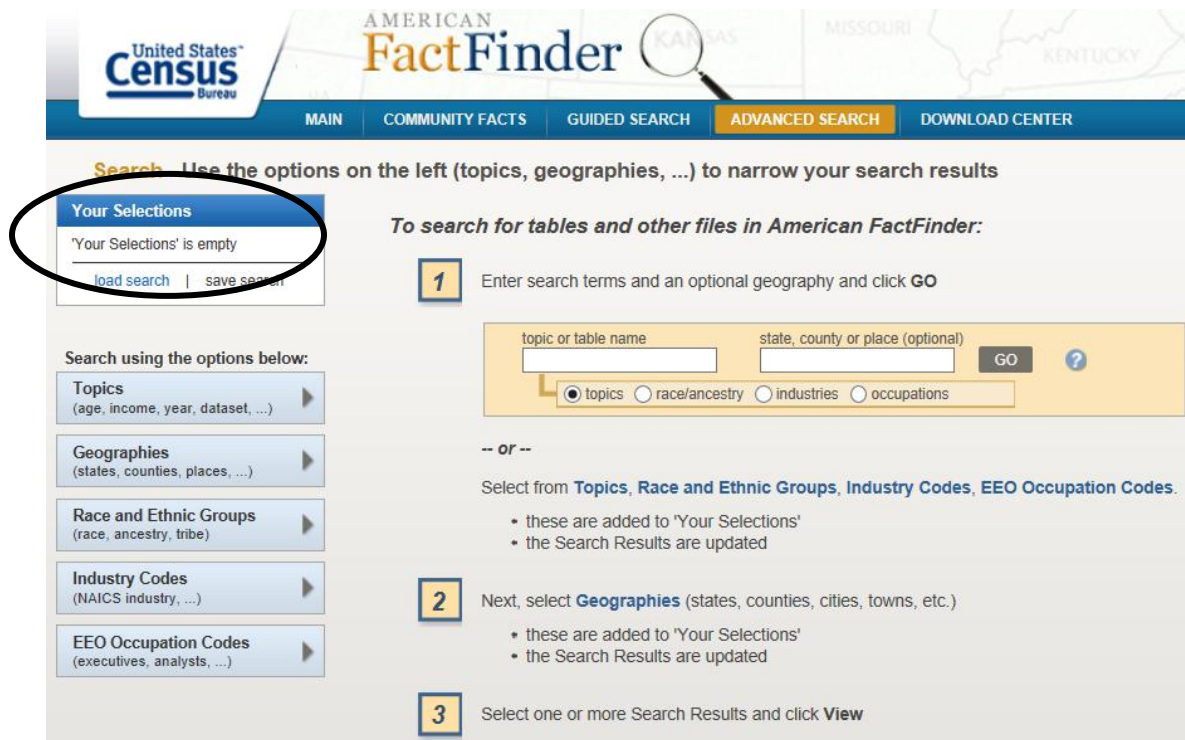 AMERICAN
FactFinder
United States™
Census
Bureau
KANSAS
MISSOURI
KENTUCKY
MAIN COMMUNITY FACTS GUIDED SEARCH ADVANCED SEARCH DOWNLOAD CENTER
Search - Use the options on the left (topics, geographies, ...) to narrow your search results
Your Selections
'Your Selections' is empty
load search | save search
Search using the options below:
Topics
(age, income, year, dataset, ...)
Geographies
(states, counties, places, ...)
Race and Ethnic Groups
(race, ancestry, tribe)
Industry Codes
(NAICS industry, ...)
EEO Occupation Codes
(executives, analysts, ...)
To search for tables and other files in American FactFinder:
1 Enter search terms and an optional geography and click GO
topic or table name state, county or place (optional)
GO ?
topics race/ancestry industries occupations
-- or --
Select from Topics, Race and Ethnic Groups, Industry Codes, EEO Occupation Codes.
• these are added to 'Your Selections'
• the Search Results are updated
2 Next, select Geographies (states, counties, cities, towns, etc.)
• these are added to 'Your Selections'
• the Search Results are updated
3 Select one or more Search Results and click View